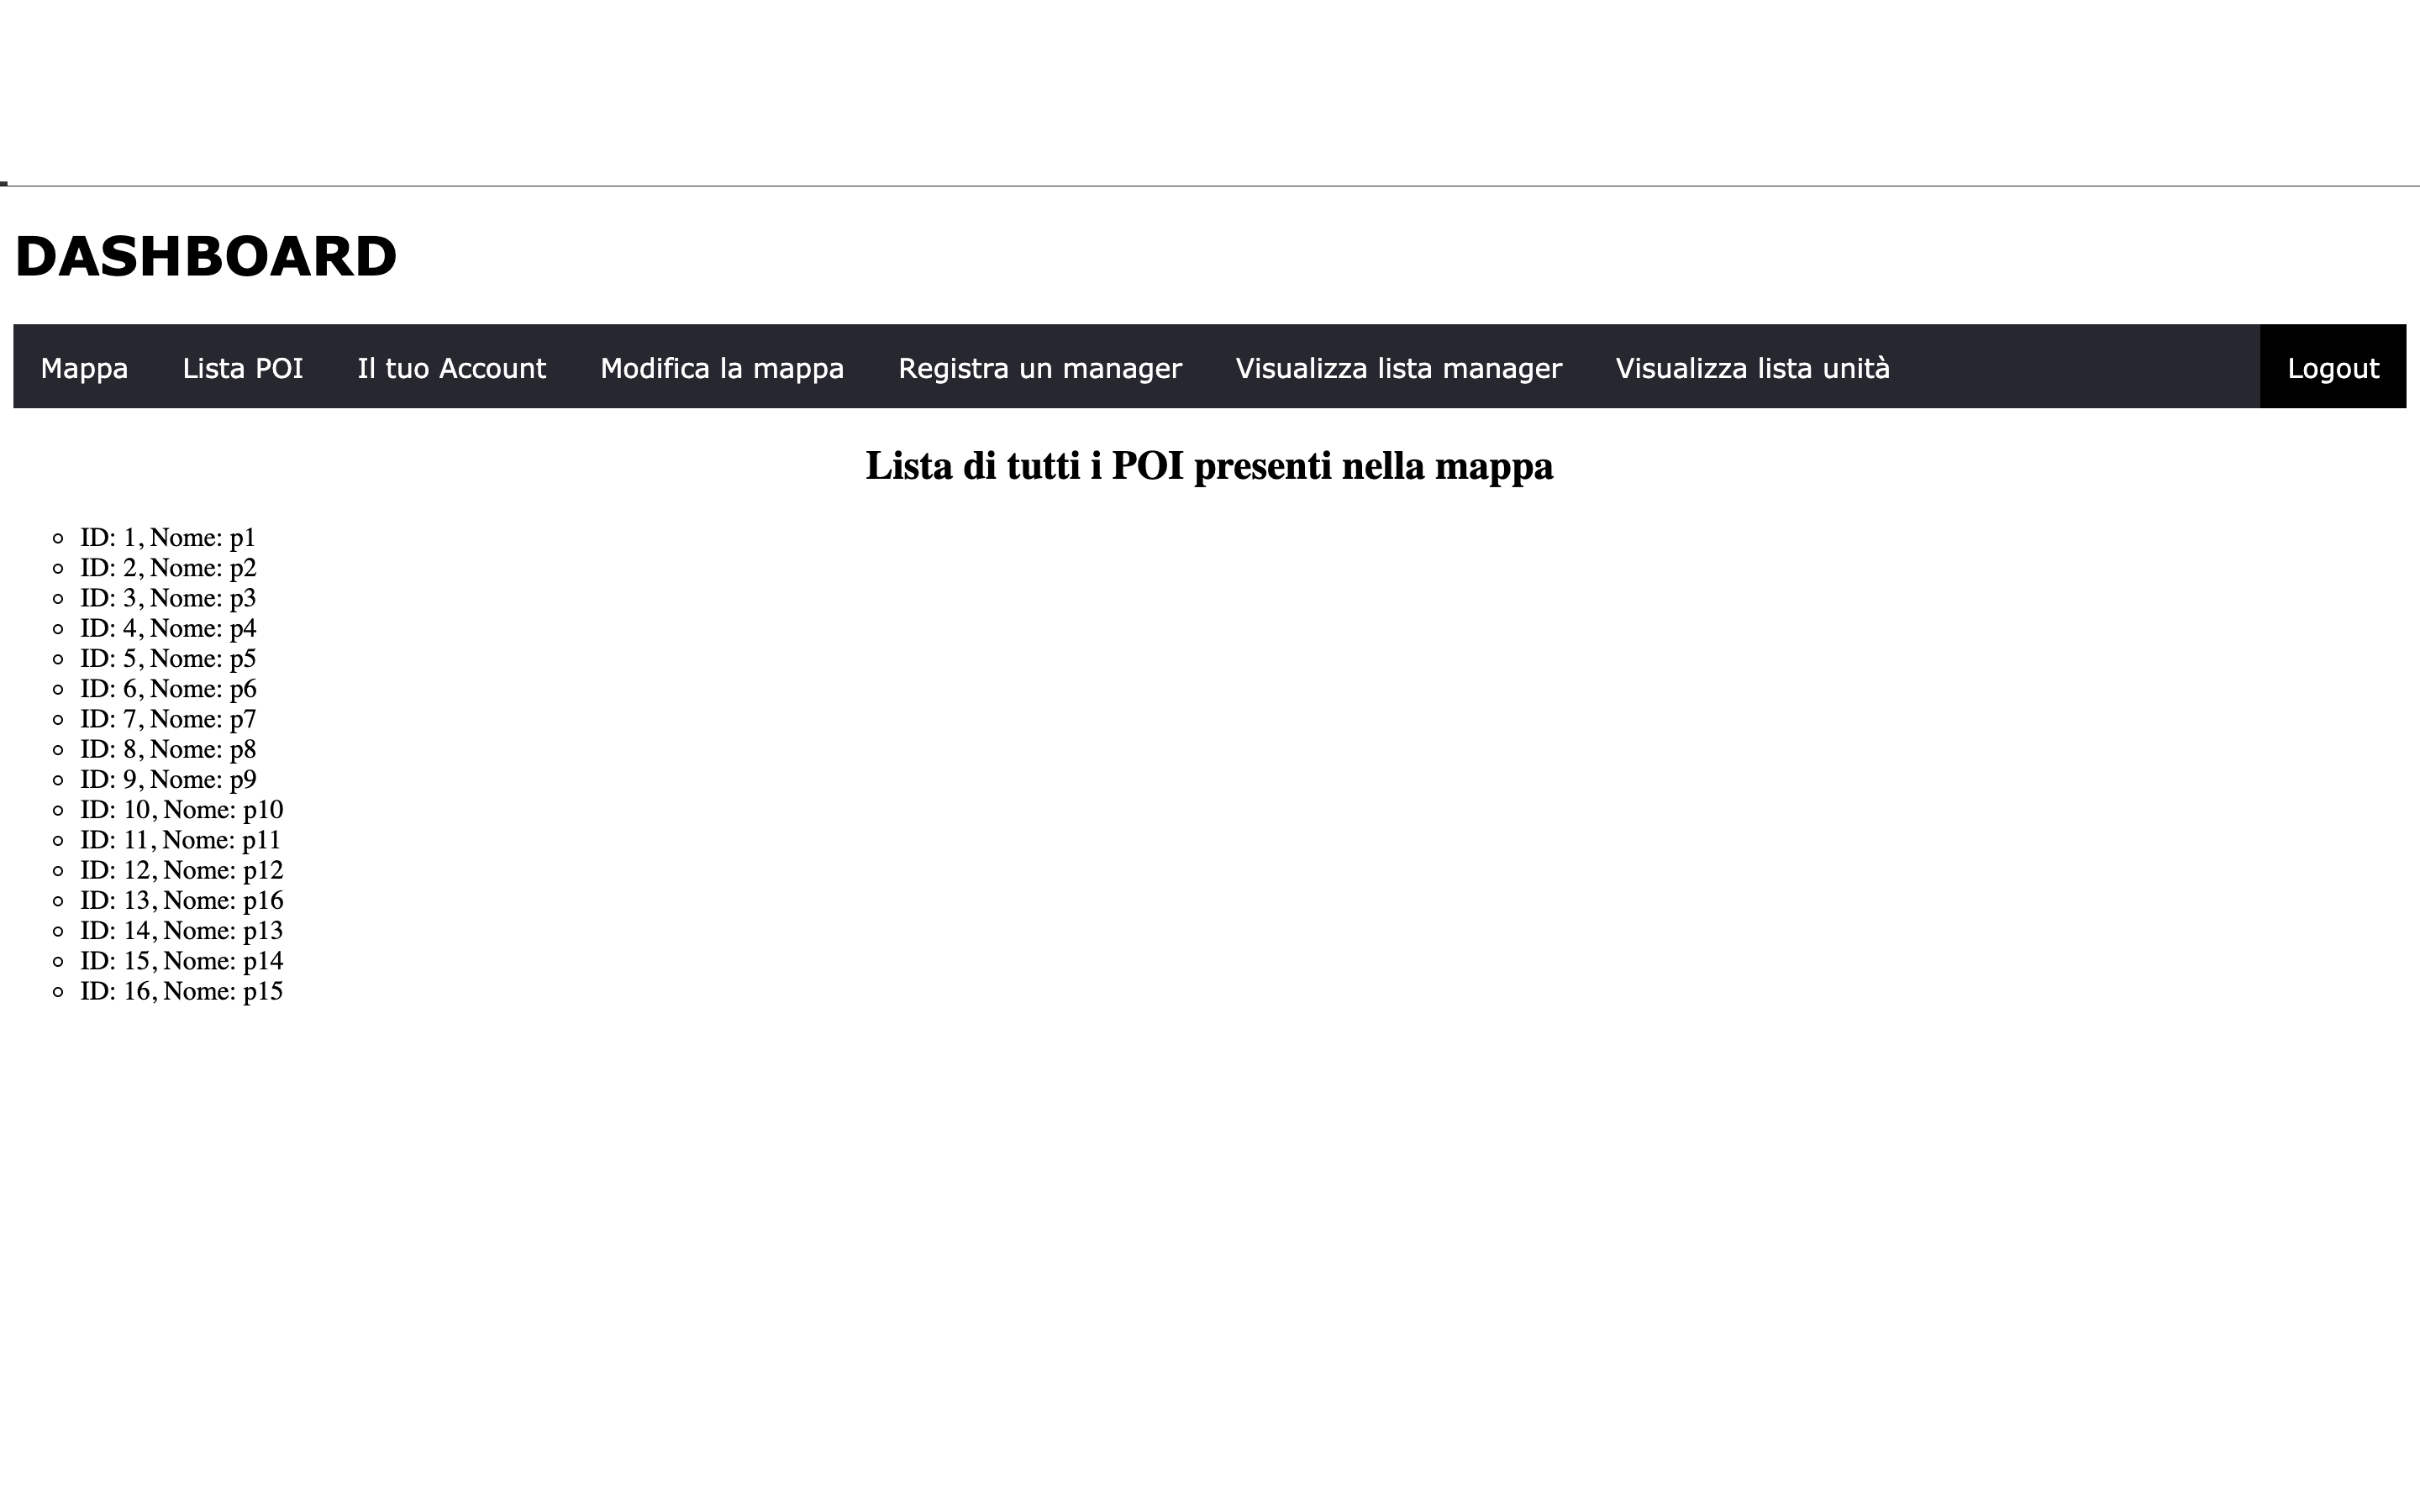 DASHBOARD
Mappa Lista POI Il tuo Account Modifica la mappa Registra un manager Visualizza lista manager Visualizza lista unità Logout
Lista di tutti i POI presenti nella mappa
ID: 1, Nome: p1
ID: 2, Nome: p2
ID: 3, Nome: p3
ID: 4, Nome: p4
ID: 5, Nome: p5
ID: 6, Nome: p6
ID: 7, Nome: p7
ID: 8, Nome: p8
ID: 9, Nome: p9
ID: 10, Nome: p10
ID: 11, Nome: p11
ID: 12, Nome: p12
ID: 13, Nome: p16
ID: 14, Nome: p13
ID: 15, Nome: p14
ID: 16, Nome: p15